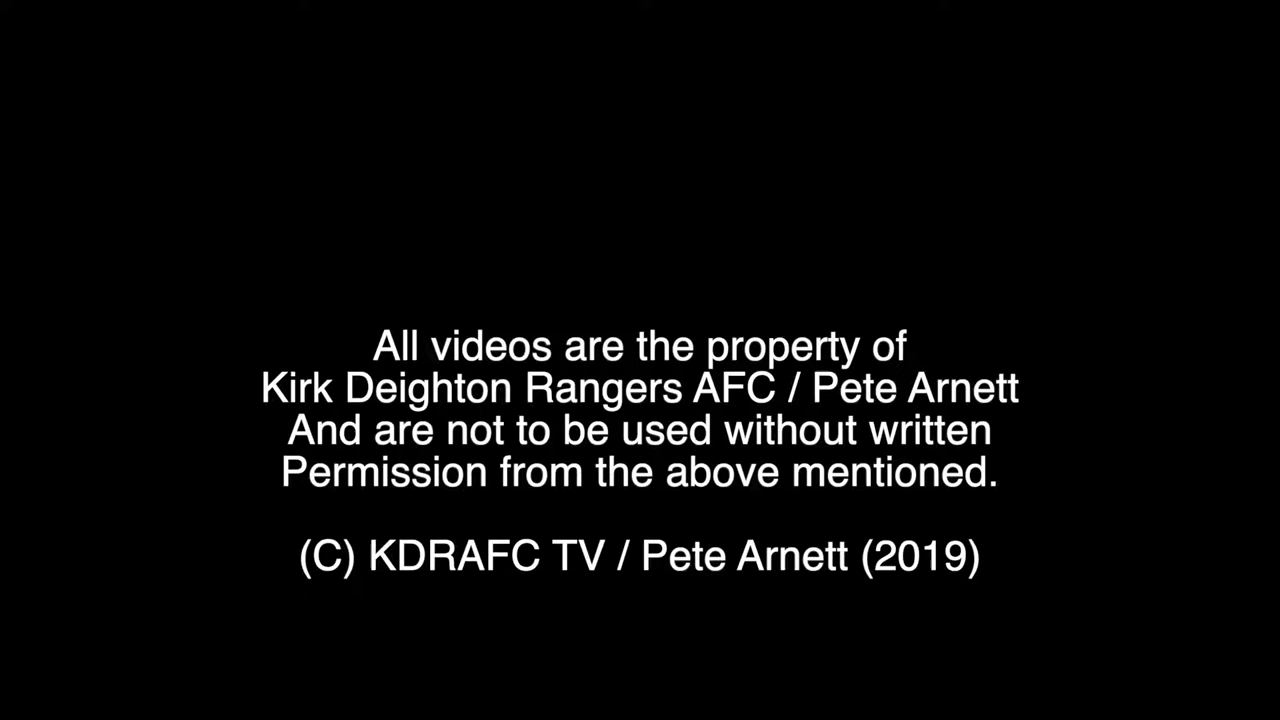 All videos are the property of
Kirk Deighton Rangers AFC / Pete Arnett
And are not to be used without written
Permission from the above mentioned.
(C) KDRAFC TV / Pete Arnett (2019)